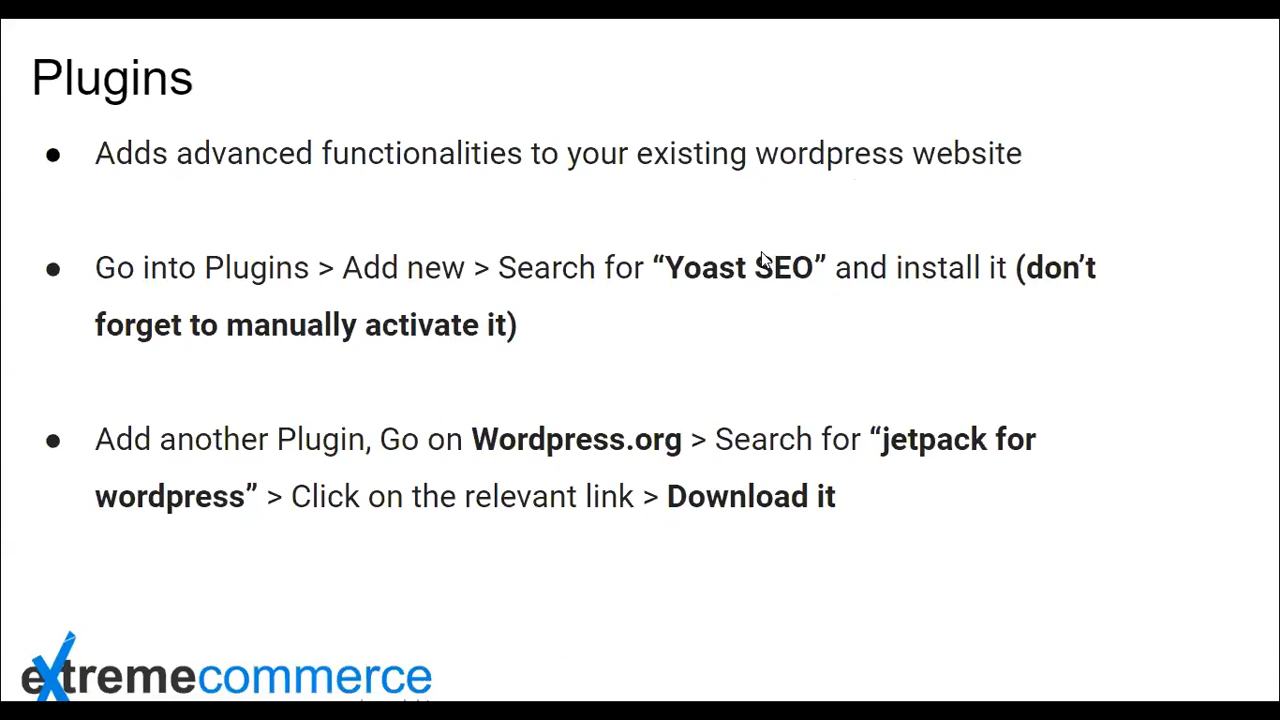 Plugins
● Adds advanced functionalities to your existing wordpress website
● Go into Plugins > Add new > Search for “Yoast SEO” and install it (don’t
forget to manually activate it)
● Add another Plugin, Go on Wordpress.org > Search for “jetpack for
wordpress” > Click on the relevant link > Download it
extremecommerce